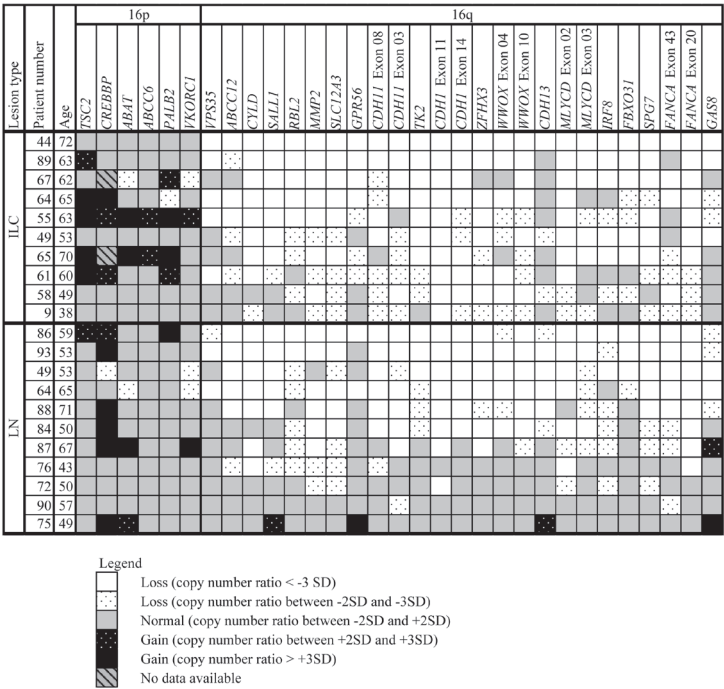 16p 16q
Lesion type Patient number Age TSC2 CREBBP ABAT ABCC6 PALB2 VKORC1 VPS35 ABCC12 CYLD SALL1 RBL2 MMP2 SLC12A3 GPR56 CDH11 Exon 08 CDH11 Exon 03 TK2 CDH1 Exon 11 CDH1 Exon 14 ZFHX3 WWOX Exon 04 WWOX Exon 10 CDH13 MLYCD Exon 02 MLYCD Exon 03 IRF8 FBXO31 SPG7 FANCA Exon 43 FANCA Exon 20 GAS8
ILC
44 72
89 63
67 62
64 65
55 63
49 53
65 70
61 60
58 49
9 38
LN
86 59
93 53
49 53
64 65
88 71
84 50
87 67
76 43
72 50
90 57
75 49
Legend
Loss (copy number ratio < -3 SD)
Loss (copy number ratio between -2SD and -3SD)
Normal (copy number ratio between -2SD and +2SD)
Gain (copy number ratio between +2SD and +3SD)
Gain (copy number ratio > +3SD)
No data available